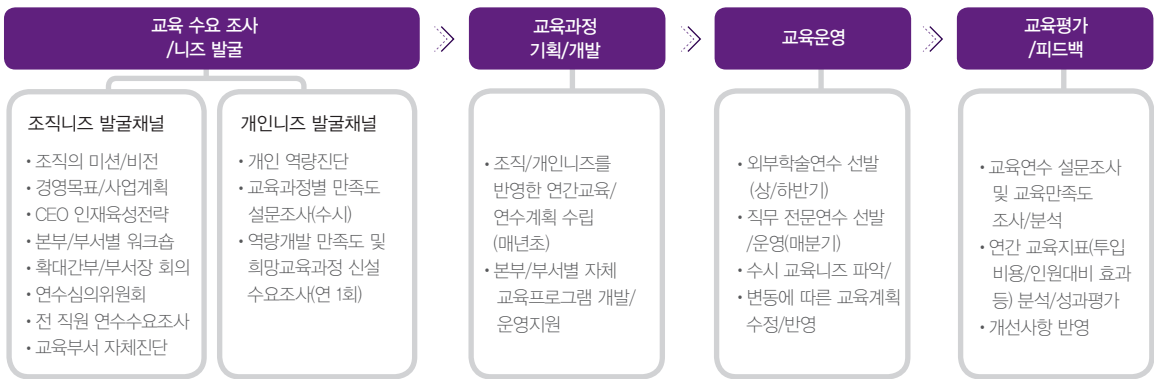 교육 수요 조사
/니즈 발굴
조직니즈 발굴채널
• 조직의 미션/비전
• 경영목표/사업계획
• CEO 인재육성전략
• 본부/부서별 워크숍
• 확대간부/부서장 회의
• 연수심의위원회
• 전 직원 연수수요조사
• 교육부서 자체진단
개인니즈 발굴채널
• 개인 역량진단
• 교육과정별 만족도
설문조사(수시)
• 역량개발 만족도 및
희망교육과정 신설
수요조사(연 1회)
교육과정
기획/개발
• 조직/개인니즈를
반영한 연간교육/
연수계획 수립
(매년초)
• 본부/부서별 자체
교육프로그램 개발/
운영지원
교육운영
• 외부학술연수 선발
(상/하반기)
• 직무 전문연수 선발
/운영(매분기)
• 수시 교육니즈 파악/
• 변동에 따른 교육계획
수정/반영
교육평가
/피드백
• 교육연수 설문조사
및 교육만족도
조사/분석
• 연간 교육지표(투입
비용/인원대비 효과
등) 분석/성과평가
• 개선사항 반영